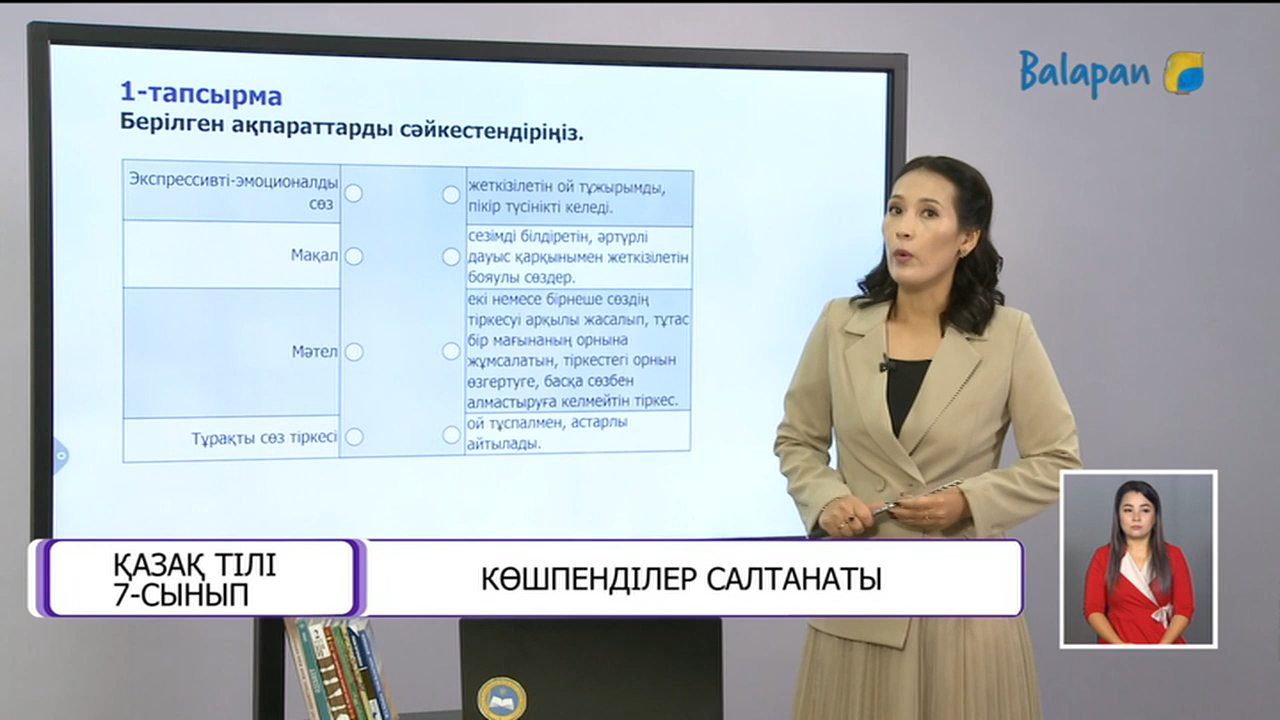 Balapan
1-тапсырма
Берілген ақпараттарды сәйкестендіріңіз.
Экспрессивті-эмоционалды
сөз
жеткізілетін ой тұжырымды,
пікір түсінікті келеді.
Мақал
сезімді білдіретін, әртүрлі
дауыс қарқынымен жеткізілетін
бояулы сөздер.
Мәтел
екі немесе бірнеше сөздің
тіркесуі арқылы жасалып, тұтас
бір мағынаның орнына
жұмсалатын, тіркестегі орнын
өзгертуге, басқа сөзбен
алмастыруға келмейтін тіркес.
Тұрақты сөз тіркесі
ой тұспалмен, астарлы
айтылады.
ҚАЗАҚ ТІЛІ
7-СЫНЫП
КӨШПЕНДІЛЕР САЛТАНАТЫ